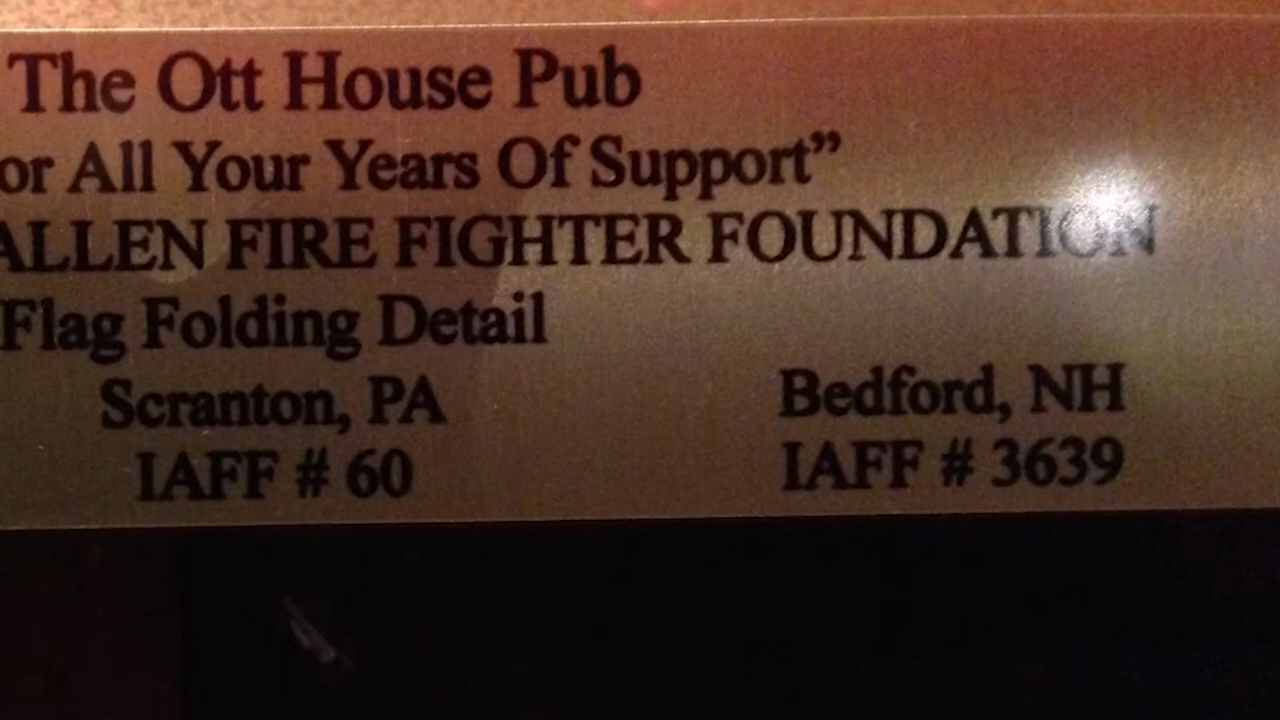 The Ott House Pub
or All Your Years Of Support”
ALLEN FIRE FIGHTER FOUNDATION
Flag Folding Detail
Scranton, PA Bedford, NH
IAFF # 60 IAFF # 3639